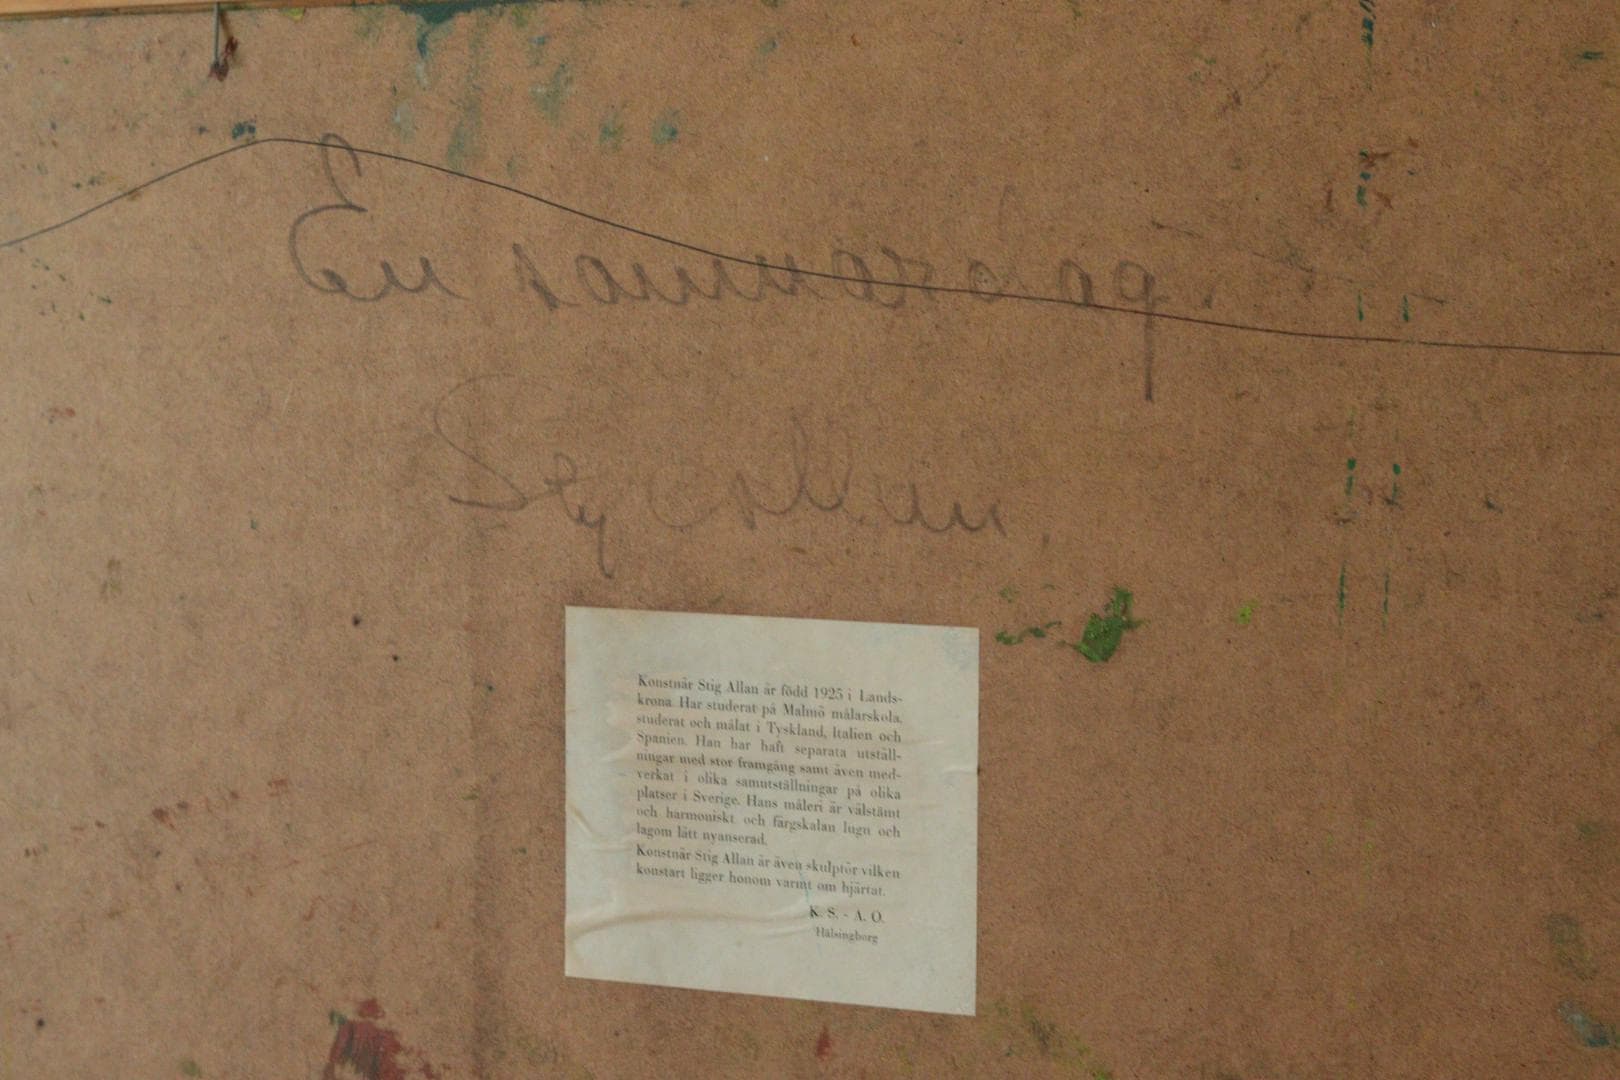 En sommardag.
Stig Allan
Konstnär Stig Allan är född 1925 i Lands-
krona. Har studerat på Malmö målarskola,
studerat och målat i Tyskland, Italien och
Spanien. Han har haft separata utställ-
ningar med stor framgång samt även med-
verkat i olika samutställningar på olika
platser i Sverige. Hans måleri är välstämt
och harmoniskt och färgskalan lugn och
lagom lätt nyanserad.
Konstnär Stig Allan är även skulptör vilken
konstart ligger honom varmt om hjärtat.
K. S. - A. O.
Hälsingborg